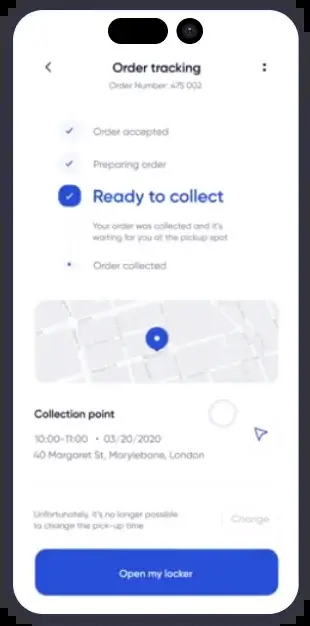 Order tracking
Order Number: 475 002
Order accepted
Preparing order
Ready to collect
Your order was collected and it's
waiting for you at the pickup spot
Order collected
Collection point
10:00-11:00 • 03/20/2020
40 Margaret St, Marylebone, London
Unfortunately, it's no longer possible
to change the pick-up time
Change
Open my locker